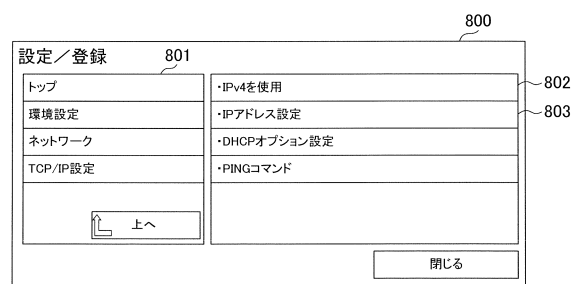 800
設定／登録
801
トップ
環境設定
ネットワーク
TCP/IP設定
上へ
・IPv4を使用
802
・IPアドレス設定
803
・DHCPオプション設定
・PINGコマンド
閉じる